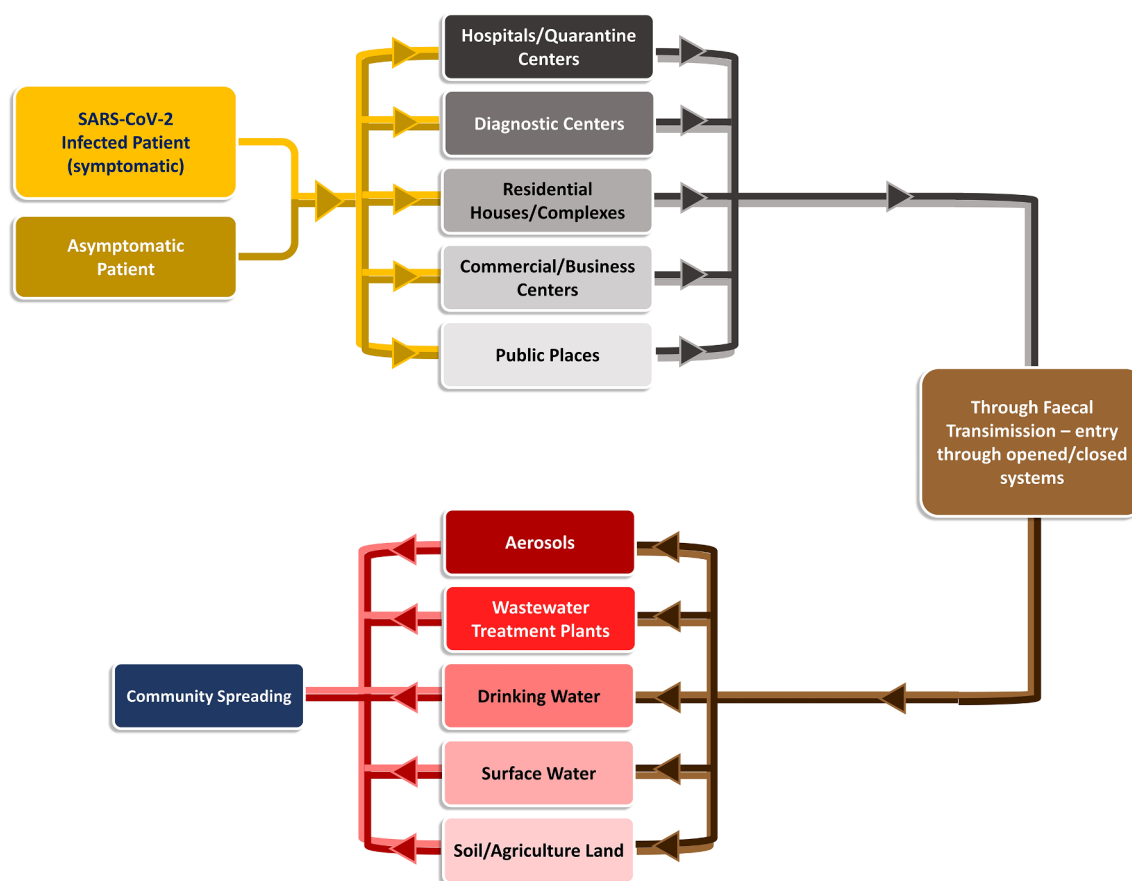 SARS-CoV-2
Infected Patient
(symptomatic)
Asymptomatic
Patient
Hospitals/Quarantine
Centers
Diagnostic Centers
Residential
Houses/Complexes
Commercial/Business
Centers
Public Places
Through Faecal
Transimission – entry
through opened/closed
systems
Aerosols
Wastewater
Treatment Plants
Drinking Water
Surface Water
Soil/Agriculture Land
Community Spreading